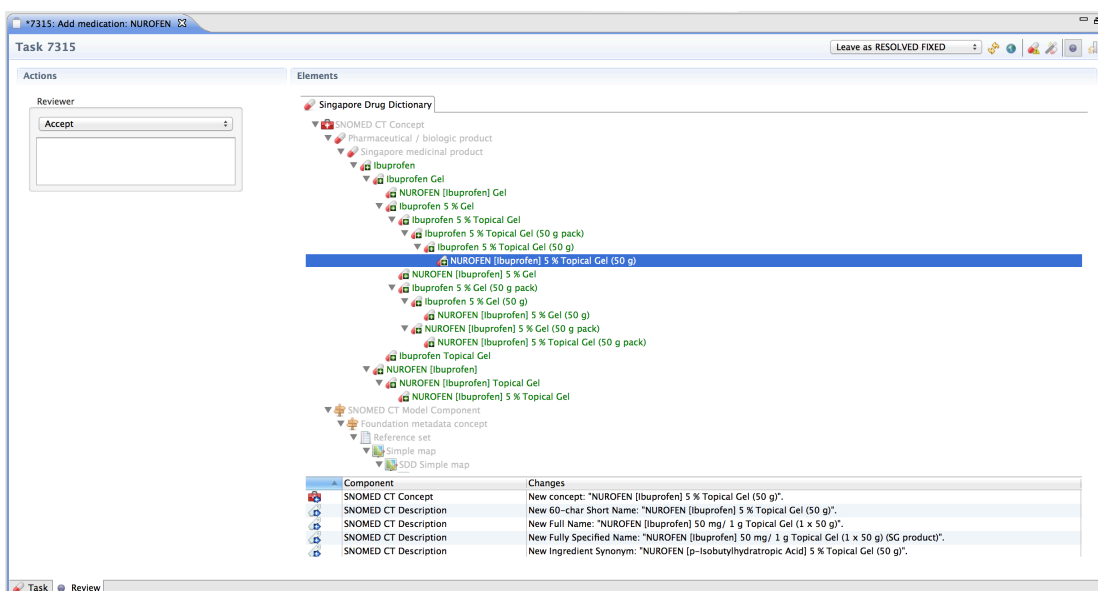 *7315: Add medication: NUROFEN
Task 7315
Leave as RESOLVED FIXED
Actions
Elements
Reviewer
Accept
Singapore Drug Dictionary
SNOMED CT Concept
Pharmaceutical / biologic product
Singapore medicinal product
Ibuprofen
Ibuprofen Gel
NUROFEN [Ibuprofen] Gel
Ibuprofen 5 % Gel
Ibuprofen 5 % Topical Gel
Ibuprofen 5 % Topical Gel (50 g pack)
Ibuprofen 5 % Topical Gel (50 g)
NUROFEN [Ibuprofen] 5 % Topical Gel (50 g)
NUROFEN [Ibuprofen] 5 % Gel
Ibuprofen 5 % Gel (50 g pack)
Ibuprofen 5 % Gel (50 g)
NUROFEN [Ibuprofen] 5 % Gel (50 g)
NUROFEN [Ibuprofen] 5 % Gel (50 g pack)
NUROFEN [Ibuprofen] 5 % Topical Gel (50 g pack)
Ibuprofen Topical Gel
NUROFEN [Ibuprofen]
NUROFEN [Ibuprofen] Topical Gel
NUROFEN [Ibuprofen] 5 % Topical Gel
SNOMED CT Model Component
Foundation metadata concept
Reference set
Simple map
SDD Simple map
Component Changes
SNOMED CT Concept New concept: "NUROFEN [Ibuprofen] 5 % Topical Gel (50 g)".
SNOMED CT Description New 60-char Short Name: "NUROFEN [Ibuprofen] 5 % Topical Gel (50 g)".
SNOMED CT Description New Full Name: "NUROFEN [Ibuprofen] 50 mg/ 1 g Topical Gel (1 x 50 g)".
SNOMED CT Description New Fully Specified Name: "NUROFEN [Ibuprofen] 50 mg/ 1 g Topical Gel (1 x 50 g) (SG product)".
SNOMED CT Description New Ingredient Synonym: "NUROFEN [p-Isobutylhydratropic Acid] 5 % Topical Gel (50 g)".
Task Review